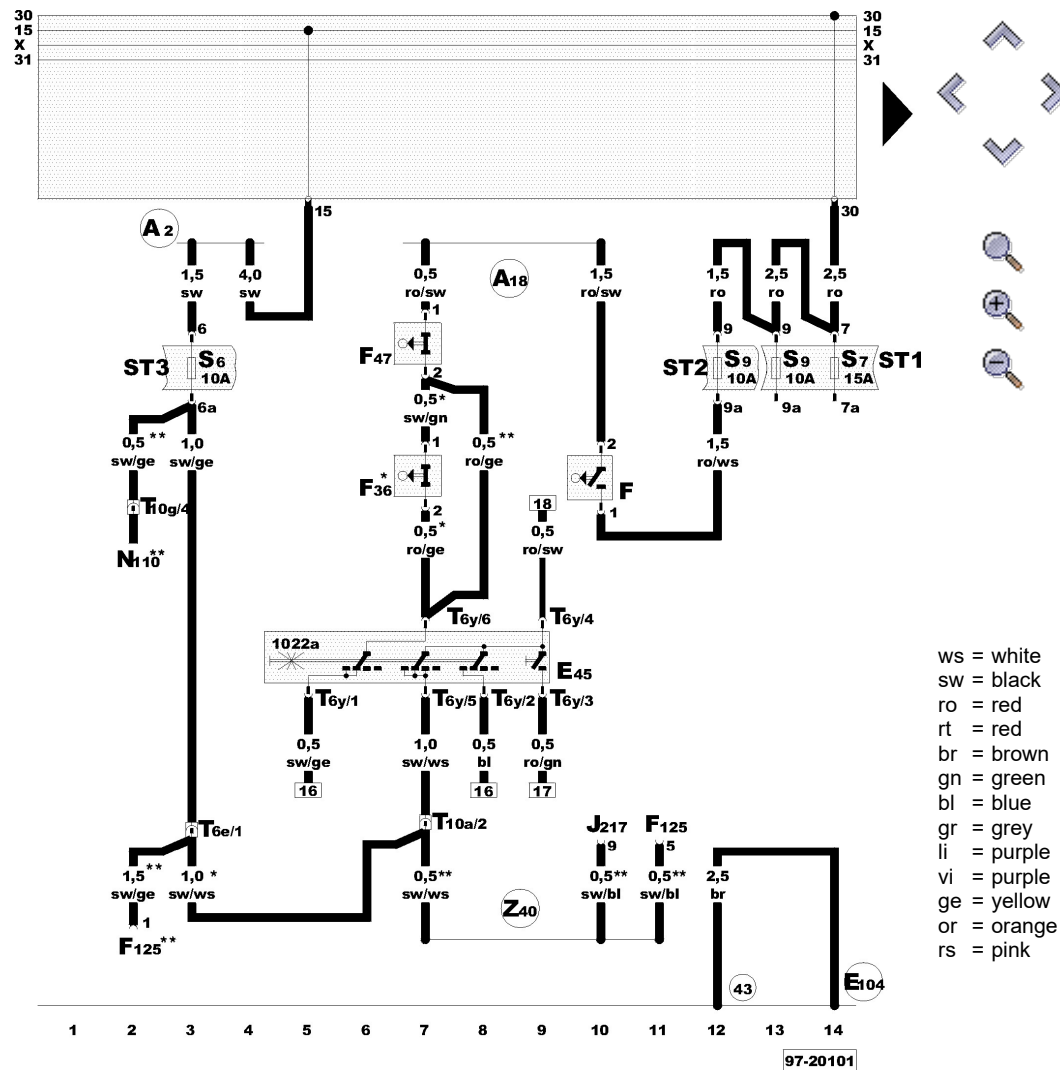 30 30
15 15
X X
31 31
15 30
A2 A18
1,5 4,0 0,5 1,5 1,5 2,5 2,5
sw sw ro/sw ro/sw ro ro ro
6 1 9 9 7
ST3 S6 10A F47 ST2 S9 10A S9 10A S7 15A ST1
2
6a 9a 9a 7a
0,5** 1,0 0,5* 0,5** 1,5
sw/ge sw/ge sw/gn ro/ge ro/ws
1 2
F36* F
T10g/4 2 18 1
N110** 0,5* 0,5
ro/ge ro/sw
T6y/6 T6y/4
1022a
E45
T6y/1 T6y/5 T6y/2 T6y/3
0,5 1,0 0,5 0,5
sw/ge sw/ws bl ro/gn
16 16 17
T6e/1 T10a/2 J217 F125
9 5
1,5** 1,0* 0,5** 0,5** 0,5** 2,5
sw/ge sw/ws sw/ws sw/bl sw/bl br
Z40
1
F125**
43 E104
1 2 3 4 5 6 7 8 9 10 11 12 13 14
97-20101
ws = white
sw = black
ro = red
rt = red
br = brown
gn = green
bl = blue
gr = grey
li = purple
vi = purple
ge = yellow
or = orange
rs = pink